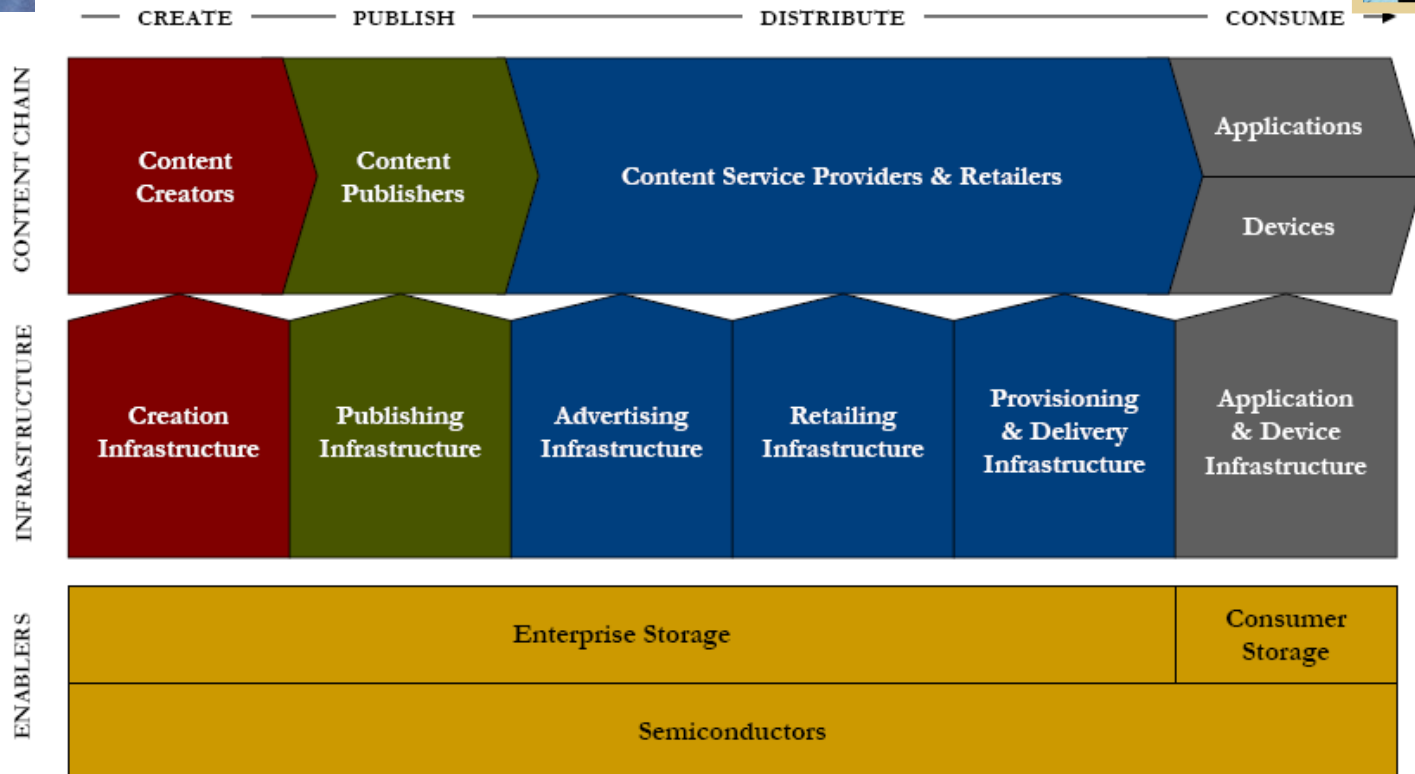 CREATE
PUBLISH
DISTRIBUTE
CONSUME
CONTENT CHAIN
Content
Creators
Content
Publishers
Content Service Providers & Retailers
Applications
Devices
INFRASTRUCTURE
Creation
Infrastructure
Publishing
Infrastructure
Advertising
Infrastructure
Retailing
Infrastructure
Provisioning
& Delivery
Infrastructure
Application
& Device
Infrastructure
ENABLERS
Enterprise Storage
Consumer
Storage
Semiconductors